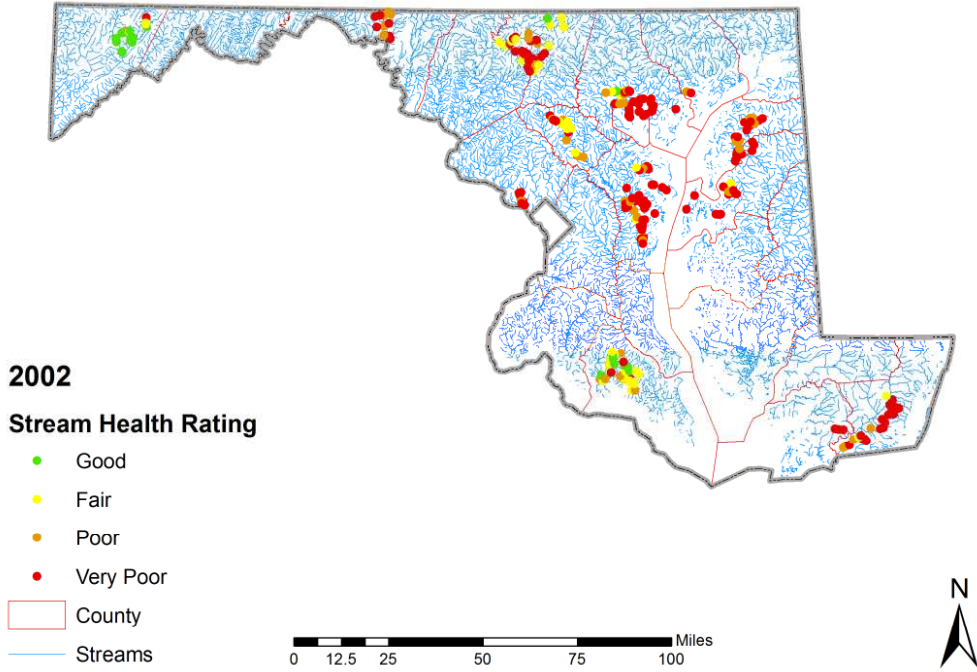 2002
Stream Health Rating
Good
Fair
Poor
Very Poor
County
Streams
0 12.5 25 50 75 100
Miles
N